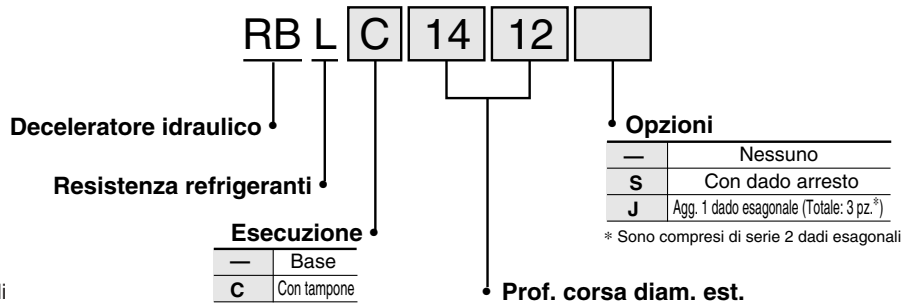 RB L C 14 12
Deceleratore idraulico
Resistenza refrigeranti
Esecuzione
— Base
C Con tampone
Opzioni
— Nessuno
S Con dado arresto
J Agg. 1 dado esagonale (Totale: 3 pz.*)
* Sono compresi di serie 2 dadi esagonali
Prof. corsa diam. est.
li